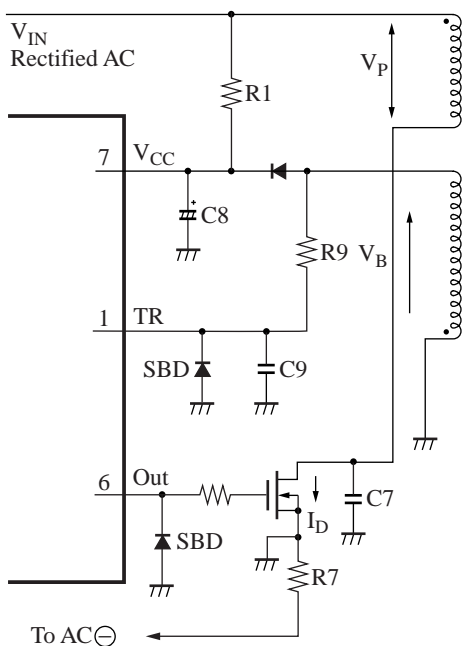 V_IN
Rectified AC
V_P
R1
7
V_CC
C8
R9
V_B
1
TR
SBD
C9
6
Out
C7
I_D
SBD
R7
To AC⊖